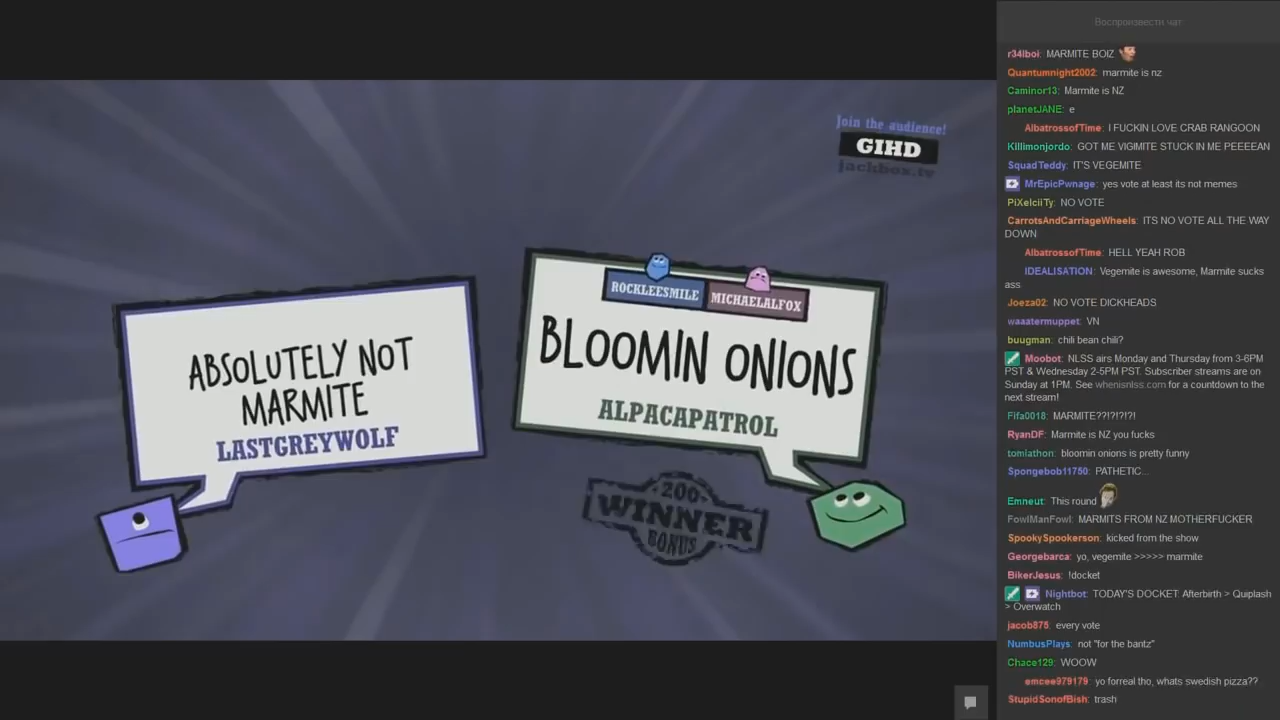 Join the audience!
GIHD
jackbox.tv
ABSOLUTELY NOT
MARMITE
LASTGREYWOLF
ROCKLEESMILE
MICHAELALFOX
BLOOMIN ONIONS
ALPACAPATROL
200-
WINNER
BONUS
Воспроизвести чат
r34lboi: MARMITE BOIZ
Quantumnight2002: marmite is nz
Caminor13: Marmite is NZ
planetJANE: e
AlbatrossofTime: I FUCKIN LOVE CRAB RANGOON
Killimonjordo: GOT ME VIGIMITE STUCK IN ME PEEEEAN
SquadTeddy: IT'S VEGEMITE
MrEpicPwnage: yes vote at least its not memes
PiXelciiTy: NO VOTE
CarrotsAndCarriageWheels: ITS NO VOTE ALL THE WAY
DOWN
AlbatrossofTime: HELL YEAH ROB
IDEALISATION: Vegemite is awesome, Marmite sucks
ass
Joeza02: NO VOTE DICKHEADS
waaatermuppet: VN
buugman: chili bean chili?
Moobot: NLSS airs Monday and Thursday from 3-6PM
PST & Wednesday 2-5PM PST. Subscriber streams are on
Sunday at 1PM. See whenisnlss.com for a countdown to the
next stream!
Fifa0018: MARMITE??!?!?!?!
RyanDF: Marmite is NZ you fucks
tomlathon: bloomin onions is pretty funny
Spongebob11750: PATHETIC...
Emneut: This round
FowlManFowl: MARMITS FROM NZ MOTHERFUCKER
SpookySpookerson: kicked from the show
Georgebarca: yo, vegemite >>>>> marmite
BikerJesus: !docket
Nightbot: TODAY'S DOCKET: Afterbirth > Quiplash
> Overwatch
jacob875: every vote
NumbusPlays: not "for the bantz"
Chace129: WOOW
emcee979179: yo forreal tho, whats swedish pizza??
StupidSonofBish: trash